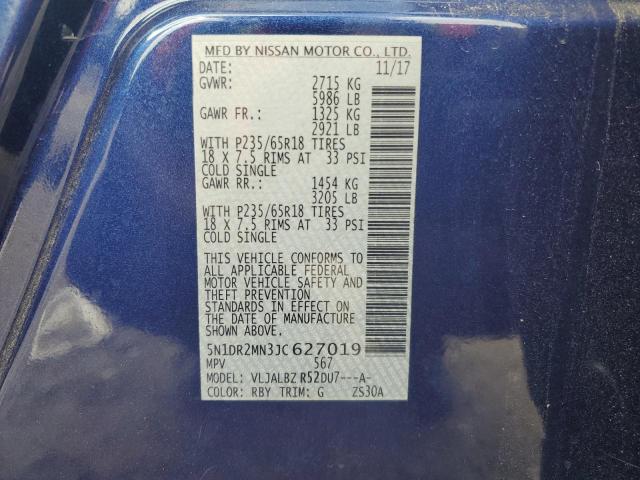 MFD BY NISSAN MOTOR CO., LTD.
DATE: 11/17
GVWR: 2715 KG
5986 LB
GAWR FR.: 1325 KG
2921 LB
WITH P235/65R18 TIRES
18 X 7.5 RIMS AT 33 PSI
COLD SINGLE
GAWR RR.: 1454 KG
3205 LB
WITH P235/65R18 TIRES
18 X 7.5 RIMS AT 33 PSI
COLD SINGLE
THIS VEHICLE CONFORMS TO
ALL APPLICABLE FEDERAL
MOTOR VEHICLE SAFETY AND
THEFT PREVENTION
STANDARDS IN EFFECT ON
THE DATE OF MANUFACTURE
SHOWN ABOVE.
5N1DR2MN3JC627019
MPV 567
MODEL: VLJALBZ R52DU7---A-
COLOR: RBY TRIM: G ZS30A